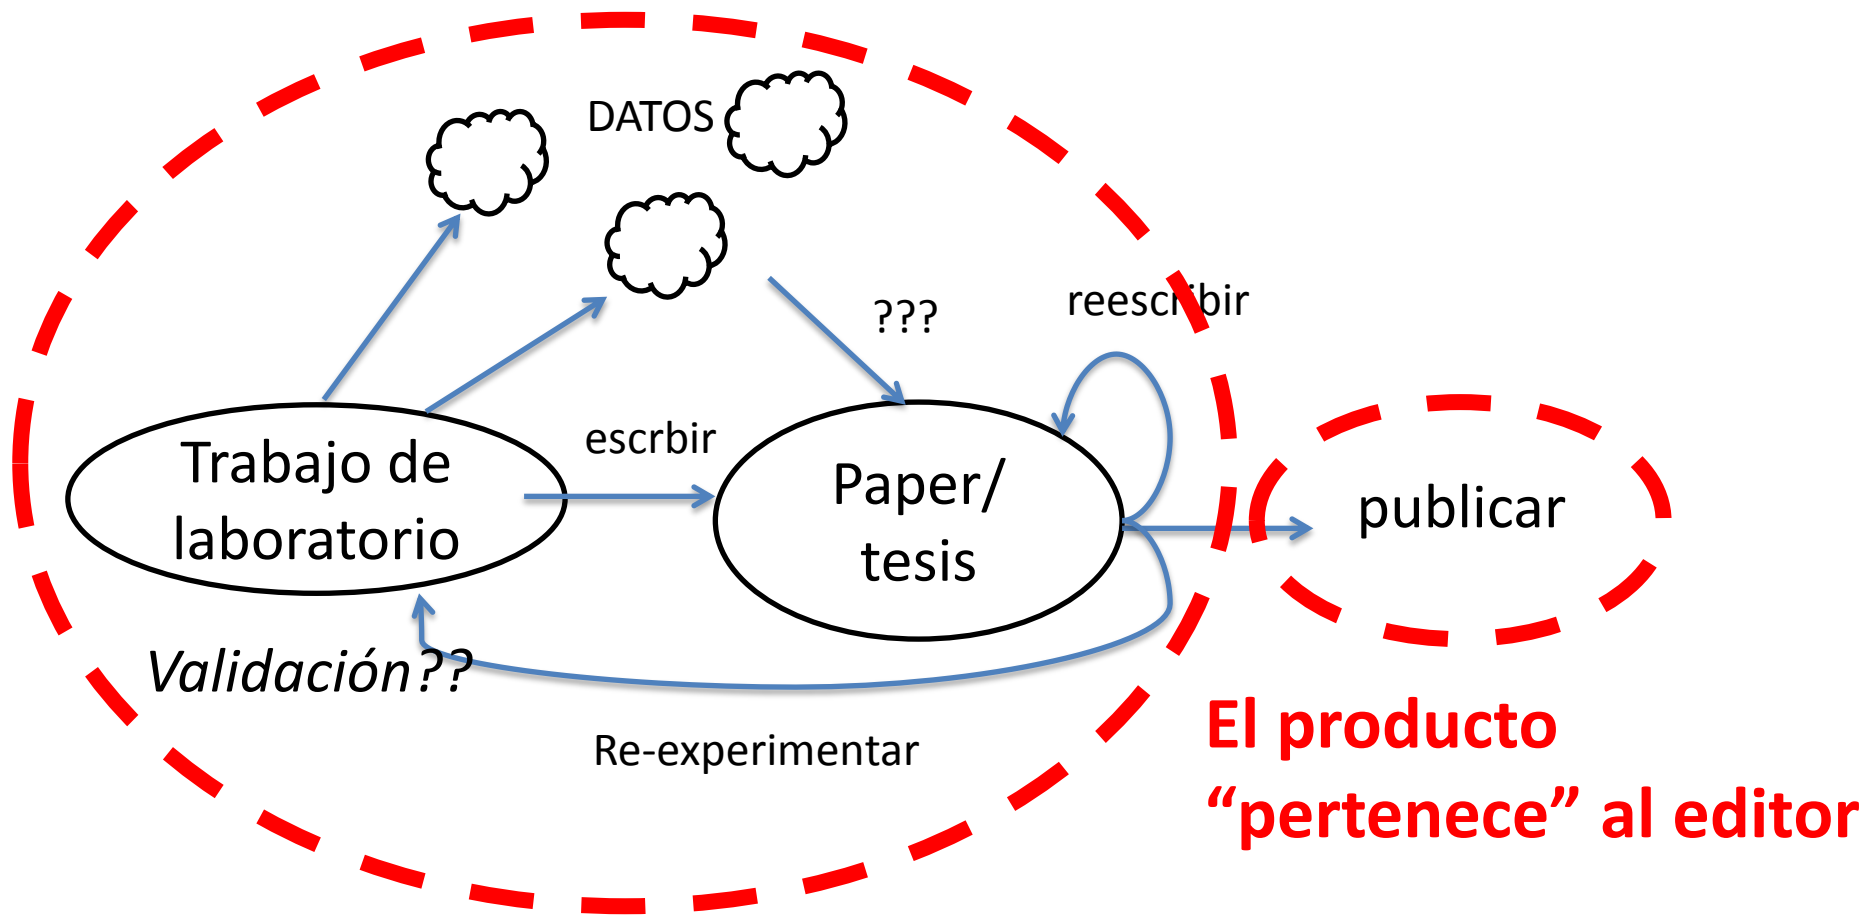 DATOS
???
reescribir
escrbir
Trabajo de
laboratorio
Paper/
tesis
publicar
Validación??
Re-experimentar
El producto
“pertenece” al editor